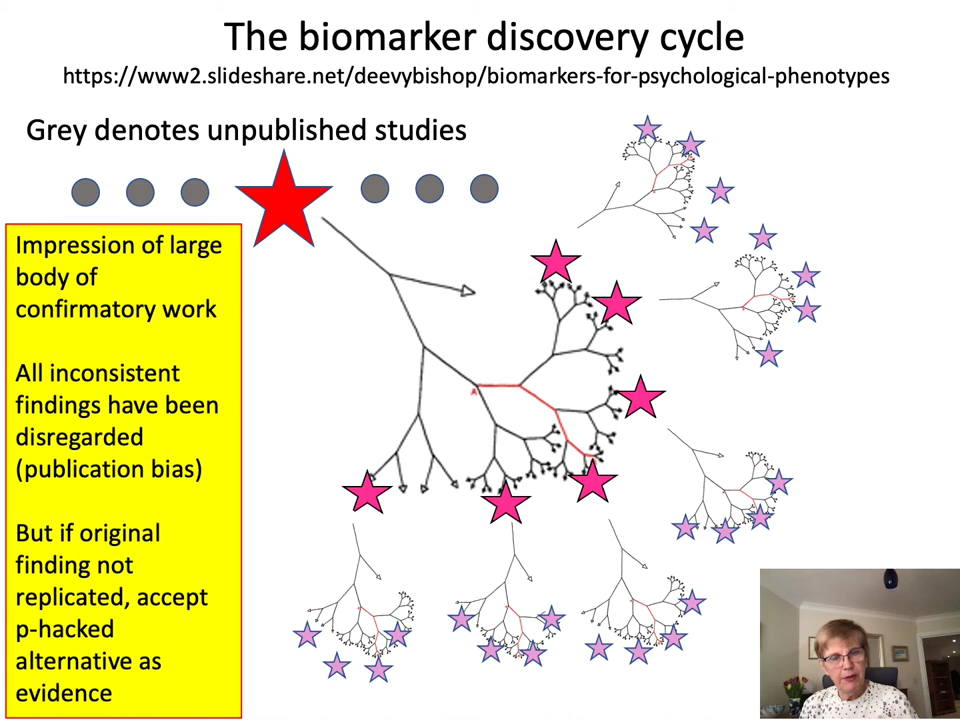 The biomarker discovery cycle
https://www2.slideshare.net/deevybishop/biomarkers-for-psychological-phenotypes
Grey denotes unpublished studies
Impression of large
body of
confirmatory work
All inconsistent
findings have been
disregarded
(publication bias)
But if original
finding not
replicated, accept
p-hacked
alternative as
evidence
A